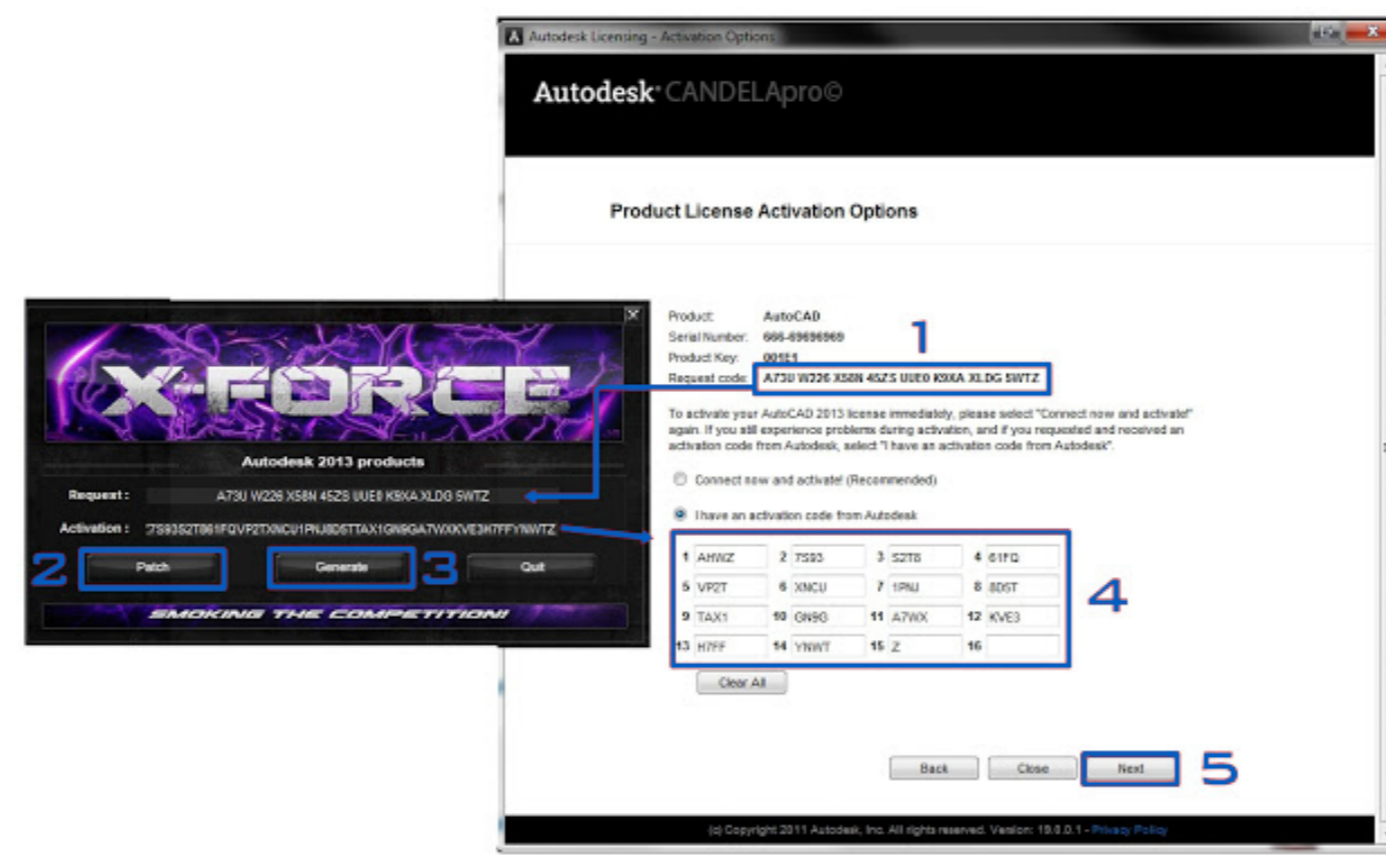 Autodesk Licensing - Activation Options
Autodesk® CANDELApro©
Product License Activation Options
Product: AutoCAD
Serial Number: 666-69696969
Product Key: 001E1
Request code: A73U W226 X58N 45ZS UUE0 K9XA XLDG 5WTZ
1
To activate your AutoCAD 2013 license immediately, please select "Connect now and activate!"
again. If you still experience problems during activation, and if you requested and received an
activation code from Autodesk, select "I have an activation code from Autodesk".
Connect now and activate! (Recommended)
I have an activation code from Autodesk
1 AHWZ 2 7S93 3 S2T8 4 61FQ
5 VP2T 6 XNCU 7 1PNJ 8 8D5T
9 TAX1 10 GN9G 11 A7WX 12 KVE3
13 H7FF 14 YNWT 15 Z 16
4
Clear All
Back Close Next
5
(c) Copyright 2011 Autodesk, Inc. All rights reserved. Version: 19.0.0.1 - Privacy Policy
X-FORCE
Autodesk 2013 products
Request : A73U W226 X58N 45ZS UUE0 K9XA XLDG 5WTZ
Activation :
2 Patch Generate 3 Quit
SMOKING THE COMPETITION!